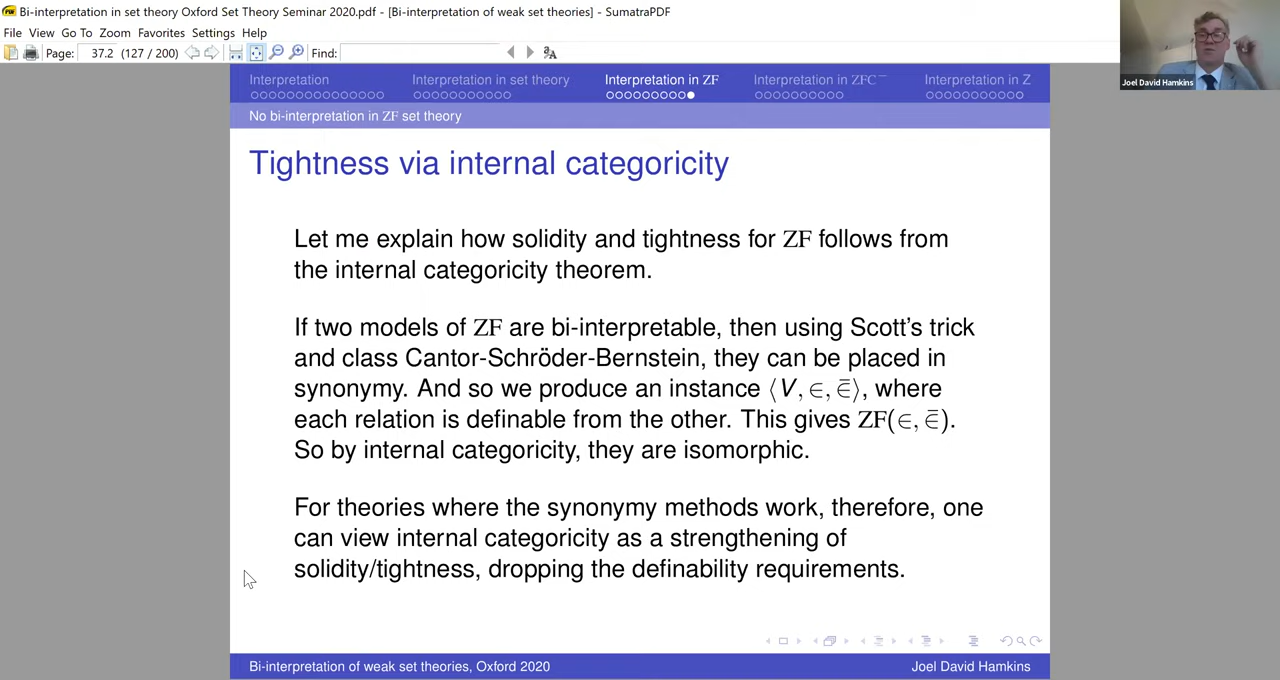 Bi-interpretation in set theory Oxford Set Theory Seminar 2020.pdf - [Bi-interpretation of weak set theories] - SumatraPDF
File View Go To Zoom Favorites Settings Help
Page: 37.2 (127 / 200) Find:
Joel David Hamkins
Interpretation Interpretation in set theory Interpretation in ZF Interpretation in ZFC⁻ Interpretation in Z
No bi-interpretation in ZF set theory
Tightness via internal categoricity
Let me explain how solidity and tightness for ZF follows from
the internal categoricity theorem.
If two models of ZF are bi-interpretable, then using Scott's trick
and class Cantor-Schröder-Bernstein, they can be placed in
synonymy. And so we produce an instance ⟨V, ∈, ∈̄⟩, where
each relation is definable from the other. This gives ZF(∈, ∈̄).
So by internal categoricity, they are isomorphic.
For theories where the synonymy methods work, therefore, one
can view internal categoricity as a strengthening of
solidity/tightness, dropping the definability requirements.
Bi-interpretation of weak set theories, Oxford 2020 Joel David Hamkins